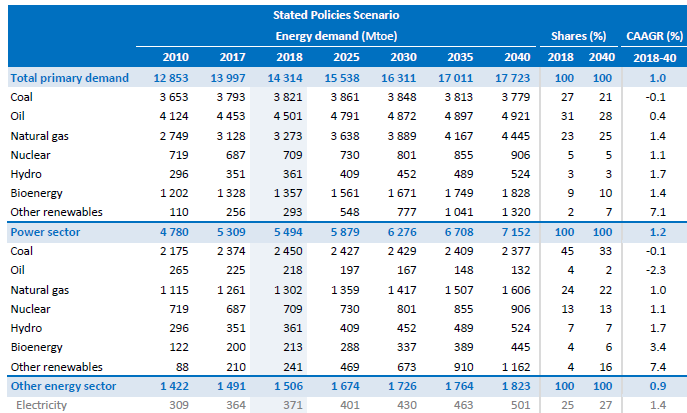 Stated Policies Scenario
Energy demand (Mtoe) Shares (%) CAAGR (%)
2010 2017 2018 2025 2030 2035 2040 2018 2040 2018-40
Total primary demand 12 853 13 997 14 314 15 538 16 311 17 011 17 723 100 100 1.0
Coal 3 653 3 793 3 821 3 861 3 848 3 813 3 779 27 21 -0.1
Oil 4 124 4 453 4 501 4 791 4 872 4 897 4 921 31 28 0.4
Natural gas 2 749 3 128 3 273 3 638 3 889 4 167 4 445 23 25 1.4
Nuclear 719 687 709 730 801 855 906 5 5 1.1
Hydro 296 351 361 409 452 489 524 3 3 1.7
Bioenergy 1 202 1 328 1 357 1 561 1 671 1 749 1 828 9 10 1.4
Other renewables 110 256 293 548 777 1 041 1 320 2 7 7.1
Power sector 4 780 5 309 5 494 5 879 6 276 6 708 7 152 100 100 1.2
Coal 2 175 2 374 2 450 2 427 2 429 2 409 2 377 45 33 -0.1
Oil 265 225 218 197 167 148 132 4 2 -2.3
Natural gas 1 115 1 261 1 302 1 359 1 417 1 507 1 606 24 22 1.0
Nuclear 719 687 709 730 801 855 906 13 13 1.1
Hydro 296 351 361 409 452 489 524 7 7 1.7
Bioenergy 122 200 213 288 337 389 445 4 6 3.4
Other renewables 88 210 241 469 673 910 1 162 4 16 7.4
Other energy sector 1 422 1 491 1 506 1 674 1 726 1 764 1 823 100 100 0.9
Electricity 309 364 371 401 430 463 501 25 27 1.4